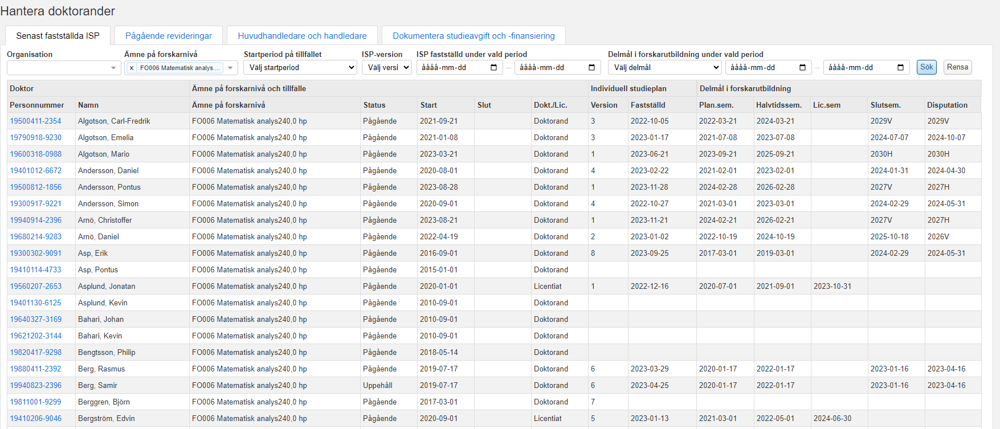 Hantera doktorander
Senast fastställda ISP Pågående revideringar Huvudhandledare och handledare Dokumentera studieavgift och -finansiering
Organisation Ämne på forskarnivå Startperiod på tillfället ISP-version ISP fastställd under vald period Delmål i forskarutbildning under vald period
x FO006 Matematisk analys.... Välj startperiod Välj versi åååå-mm-dd – åååå-mm-dd Välj delmål åååå-mm-dd – åååå-mm-dd Sök Rensa
Doktor Ämne på forskarnivå och tillfälle Individuell studieplan Delmål i forskarutbildning
Personnummer Namn Ämne på forskarnivå Status Start Slut Dokt./Lic. Version Fastställd Plan.sem. Halvtidssem. Lic.sem Slutsem. Disputation
19500411-2354 Algotson, Carl-Fredrik FO006 Matematisk analys240,0 hp Pågående 2021-09-21 Doktorand 3 2022-10-05 2022-03-21 2024-03-21 2029V 2029V
19790918-9230 Algotson, Emelia FO006 Matematisk analys240,0 hp Pågående 2021-01-08 Doktorand 3 2023-01-17 2021-07-08 2023-07-08 2024-07-07 2024-10-07
19600318-0988 Algotson, Mario FO006 Matematisk analys240,0 hp Pågående 2023-03-21 Doktorand 1 2023-06-21 2023-09-21 2025-09-21 2030H 2030H
19401012-6672 Andersson, Daniel FO006 Matematisk analys240,0 hp Pågående 2020-08-01 Doktorand 4 2023-02-22 2021-02-01 2023-02-01 2024-01-31 2024-04-30
19500812-1856 Andersson, Pontus FO006 Matematisk analys240,0 hp Pågående 2023-08-28 Doktorand 1 2023-11-28 2024-02-28 2026-02-28 2027V 2027H
19300917-9221 Andersson, Simon FO006 Matematisk analys240,0 hp Pågående 2020-09-01 Doktorand 4 2022-10-27 2021-03-01 2023-03-01 2024-02-29 2024-05-31
19940914-2396 Arnö, Christoffer FO006 Matematisk analys240,0 hp Pågående 2023-08-21 Doktorand 1 2023-11-21 2024-02-21 2026-02-21 2027V 2027H
19680214-9283 Arnö, Daniel FO006 Matematisk analys240,0 hp Pågående 2022-04-19 Doktorand 2 2023-01-02 2022-10-19 2024-10-19 2025-10-18 2026V
19300302-9091 Asp, Erik FO006 Matematisk analys240,0 hp Pågående 2016-09-01 Doktorand 8 2023-09-25 2017-03-01 2019-03-01 2024-02-29 2024-05-31
19410114-4733 Asp, Pontus FO006 Matematisk analys240,0 hp Pågående 2015-01-01 Doktorand
19560207-2653 Asplund, Jonatan FO006 Matematisk analys240,0 hp Pågående 2020-01-01 Licentiat 1 2022-12-16 2020-07-01 2021-09-01 2023-10-31
19401130-6125 Asplund, Kevin FO006 Matematisk analys240,0 hp Pågående 2010-09-01 Doktorand
19640327-3169 Bahari, Johan FO006 Matematisk analys240,0 hp Pågående 2010-09-01 Doktorand
19621202-3144 Bahari, Kevin FO006 Matematisk analys240,0 hp Pågående 2010-09-01 Doktorand
19820417-9298 Bengtsson, Philip FO006 Matematisk analys240,0 hp Pågående 2018-05-14 Doktorand
19880411-2392 Berg, Rasmus FO006 Matematisk analys240,0 hp Pågående 2019-07-17 Doktorand 6 2023-03-29 2020-01-17 2022-01-17 2023-01-16 2023-04-16
19940823-2396 Berg, Samir FO006 Matematisk analys240,0 hp Uppehåll 2019-07-17 Doktorand 6 2023-04-25 2020-01-17 2022-01-17 2023-01-16 2023-04-16
19811001-9299 Berggren, Björn FO006 Matematisk analys240,0 hp Pågående 2017-03-01 Doktorand 7
19410206-9046 Bergström, Edvin FO006 Matematisk analys240,0 hp Pågående 2020-09-01 Licentiat 5 2023-01-13 2021-03-01 2022-05-01 2024-06-30